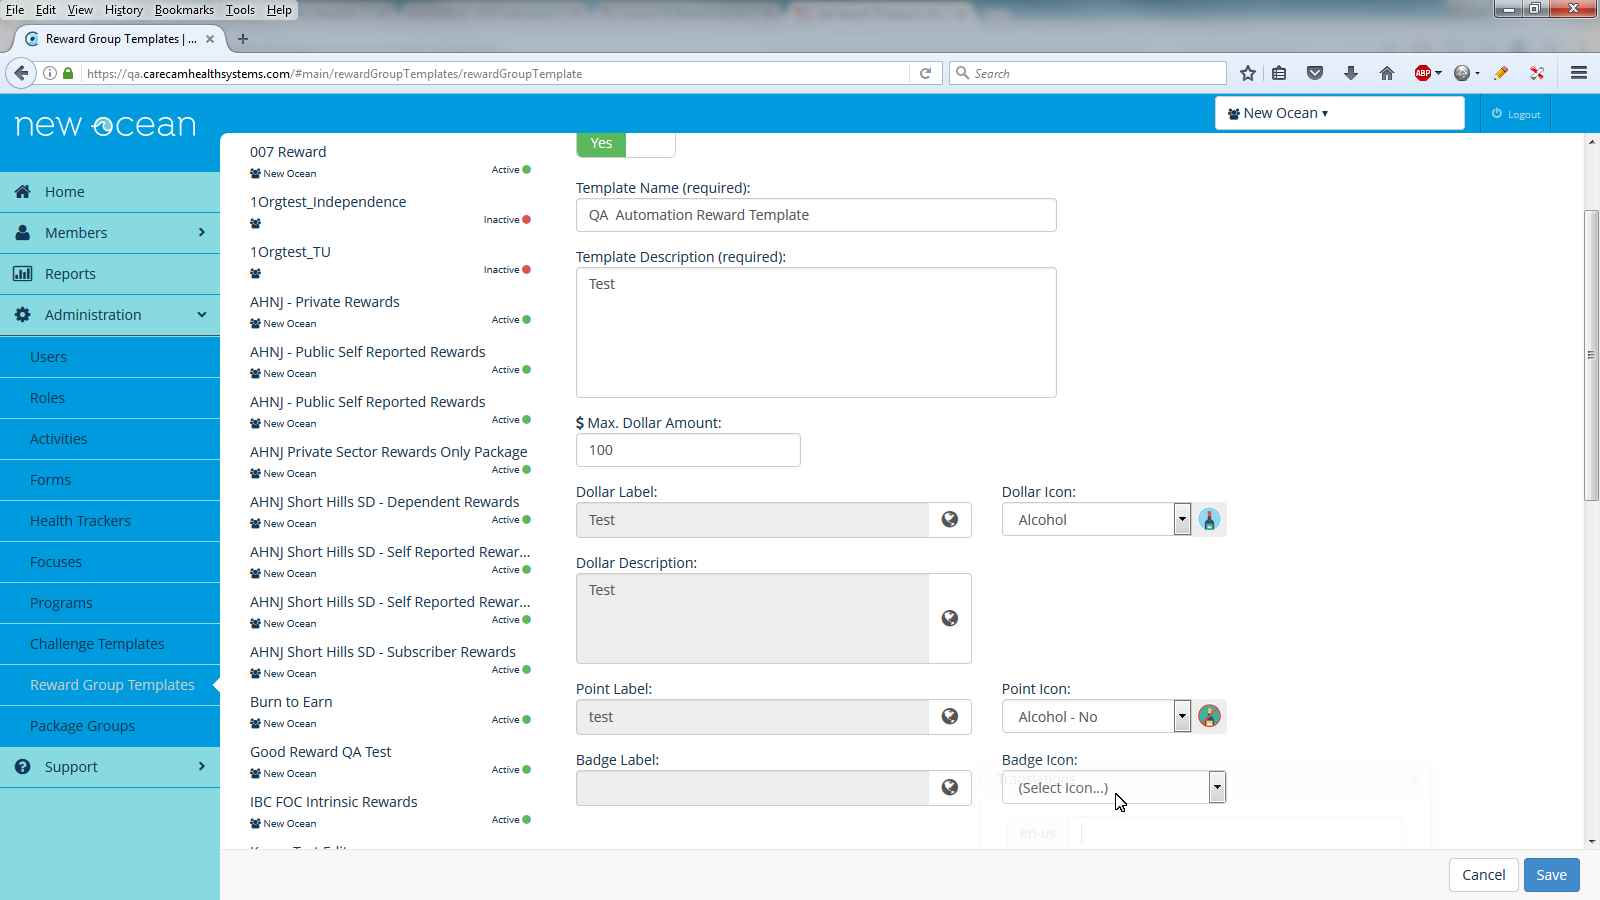 File Edit View History Bookmarks Tools Help
Reward Group Templates | ...
https://qa.carecamhealthsystems.com/#main/rewardGroupTemplates/rewardGroupTemplate
Search
ABP
new ocean
New Ocean
Logout
Home
Members
Reports
Administration
Users
Roles
Activities
Forms
Health Trackers
Focuses
Programs
Challenge Templates
Reward Group Templates
Package Groups
Support
007 Reward
New Ocean
Active
1Orgtest_Independence
Inactive
1Orgtest_TU
Inactive
AHNJ - Private Rewards
New Ocean
Active
AHNJ - Public Self Reported Rewards
New Ocean
Active
AHNJ - Public Self Reported Rewards
New Ocean
Active
AHNJ Private Sector Rewards Only Package
New Ocean
Active
AHNJ Short Hills SD - Dependent Rewards
New Ocean
Active
AHNJ Short Hills SD - Self Reported Rewar...
New Ocean
Active
AHNJ Short Hills SD - Self Reported Rewar...
New Ocean
Active
AHNJ Short Hills SD - Subscriber Rewards
New Ocean
Active
Burn to Earn
New Ocean
Active
Good Reward QA Test
New Ocean
Active
IBC FOC Intrinsic Rewards
New Ocean
Active
Yes
Template Name (required):
QA Automation Reward Template
Template Description (required):
Test
$ Max. Dollar Amount:
100
Dollar Label:
Test
Dollar Icon:
Alcohol
Dollar Description:
Test
Point Label:
test
Point Icon:
Alcohol - No
Badge Label:
Badge Icon:
(Select Icon...)
en-us
Cancel
Save